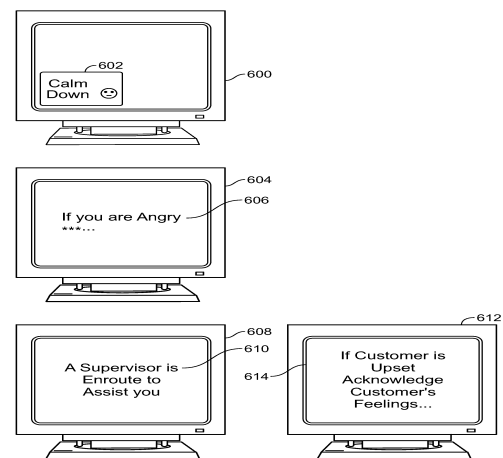 602
Calm
Down
600
604
If you are Angry
606
***...
608
610
A Supervisor is
Enroute to
Assist you
612
614
If Customer is
Upset
Acknowledge
Customer's
Feelings...